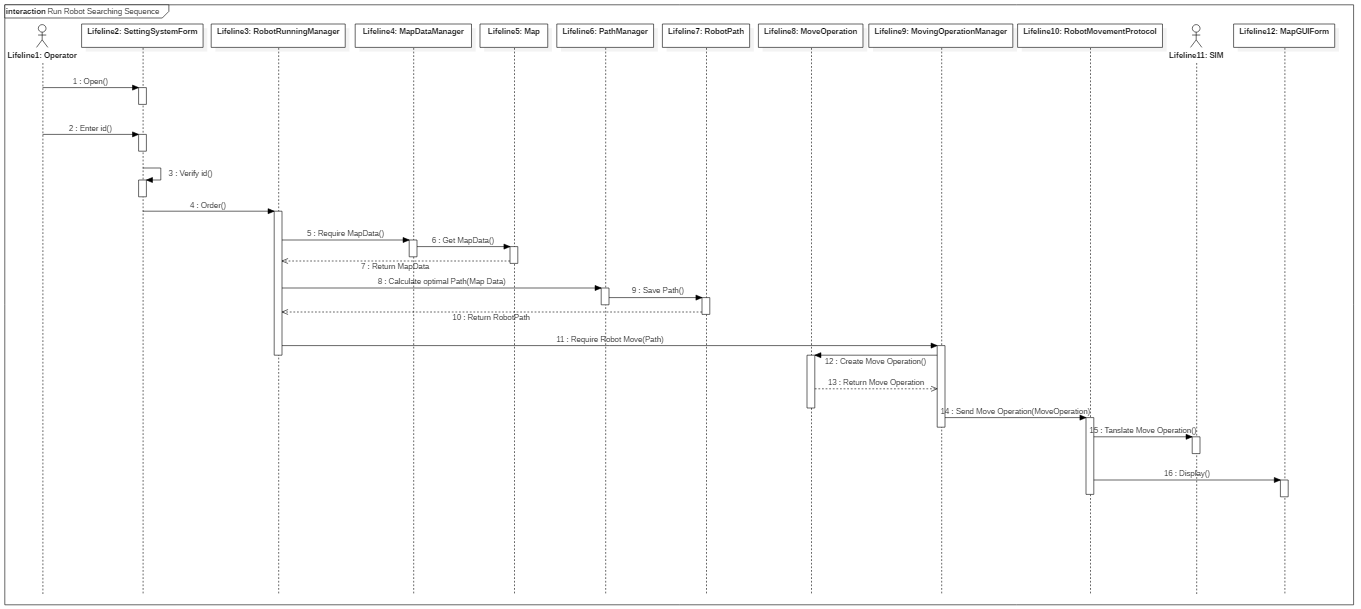 interaction Run Robot Searching Sequence
Lifeline1: Operator
Lifeline2: SettingSystemForm
Lifeline3: RobotRunningManager
Lifeline4: MapDataManager
Lifeline5: Map
Lifeline6: PathManager
Lifeline7: RobotPath
Lifeline8: MoveOperation
Lifeline9: MovingOperationManager
Lifeline10: RobotMovementProtocol
Lifeline11: SIM
Lifeline12: MapGUIForm
1 : Open()
2 : Enter id()
3 : Verify id()
4 : Order()
5 : Require MapData()
6 : Get MapData()
7 : Return MapData
8 : Calculate optimal Path(Map Data)
9 : Save Path()
10 : Return RobotPath
11 : Require Robot Move(Path)
12 : Create Move Operation()
13 : Return Move Operation
14 : Send Move Operation(MoveOperation)
15 : Tanslate Move Operation()
16 : Display()